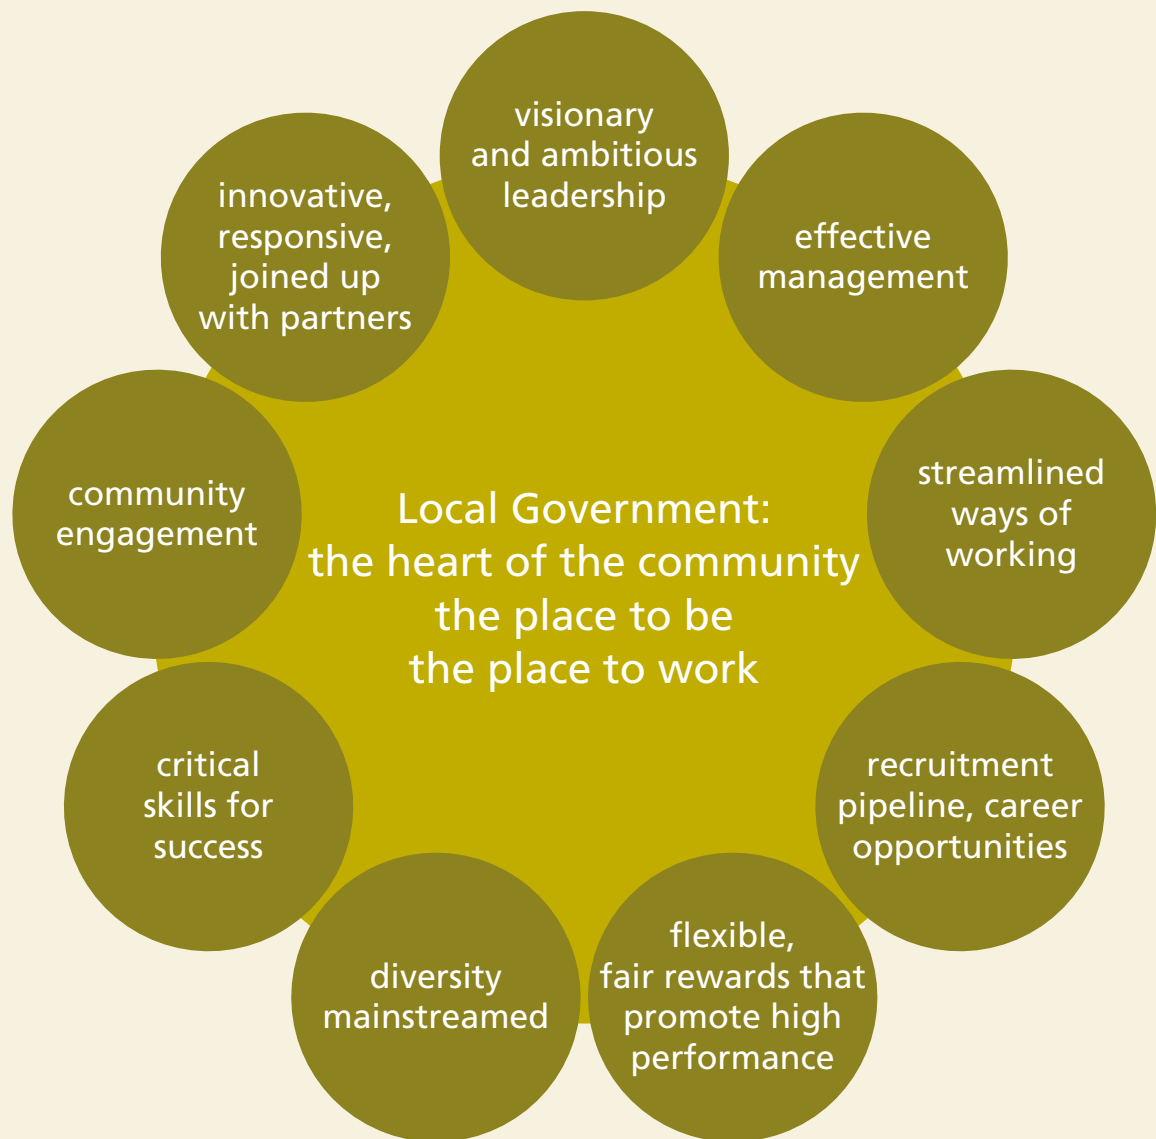 visionary
and ambitious
leadership
effective
management
streamlined
ways of
working
recruitment
pipeline, career
opportunities
flexible,
fair rewards that
promote high
performance
diversity
mainstreamed
critical
skills for
success
community
engagement
innovative,
responsive,
joined up
with partners
Local Government:
the heart of the community
the place to be
the place to work